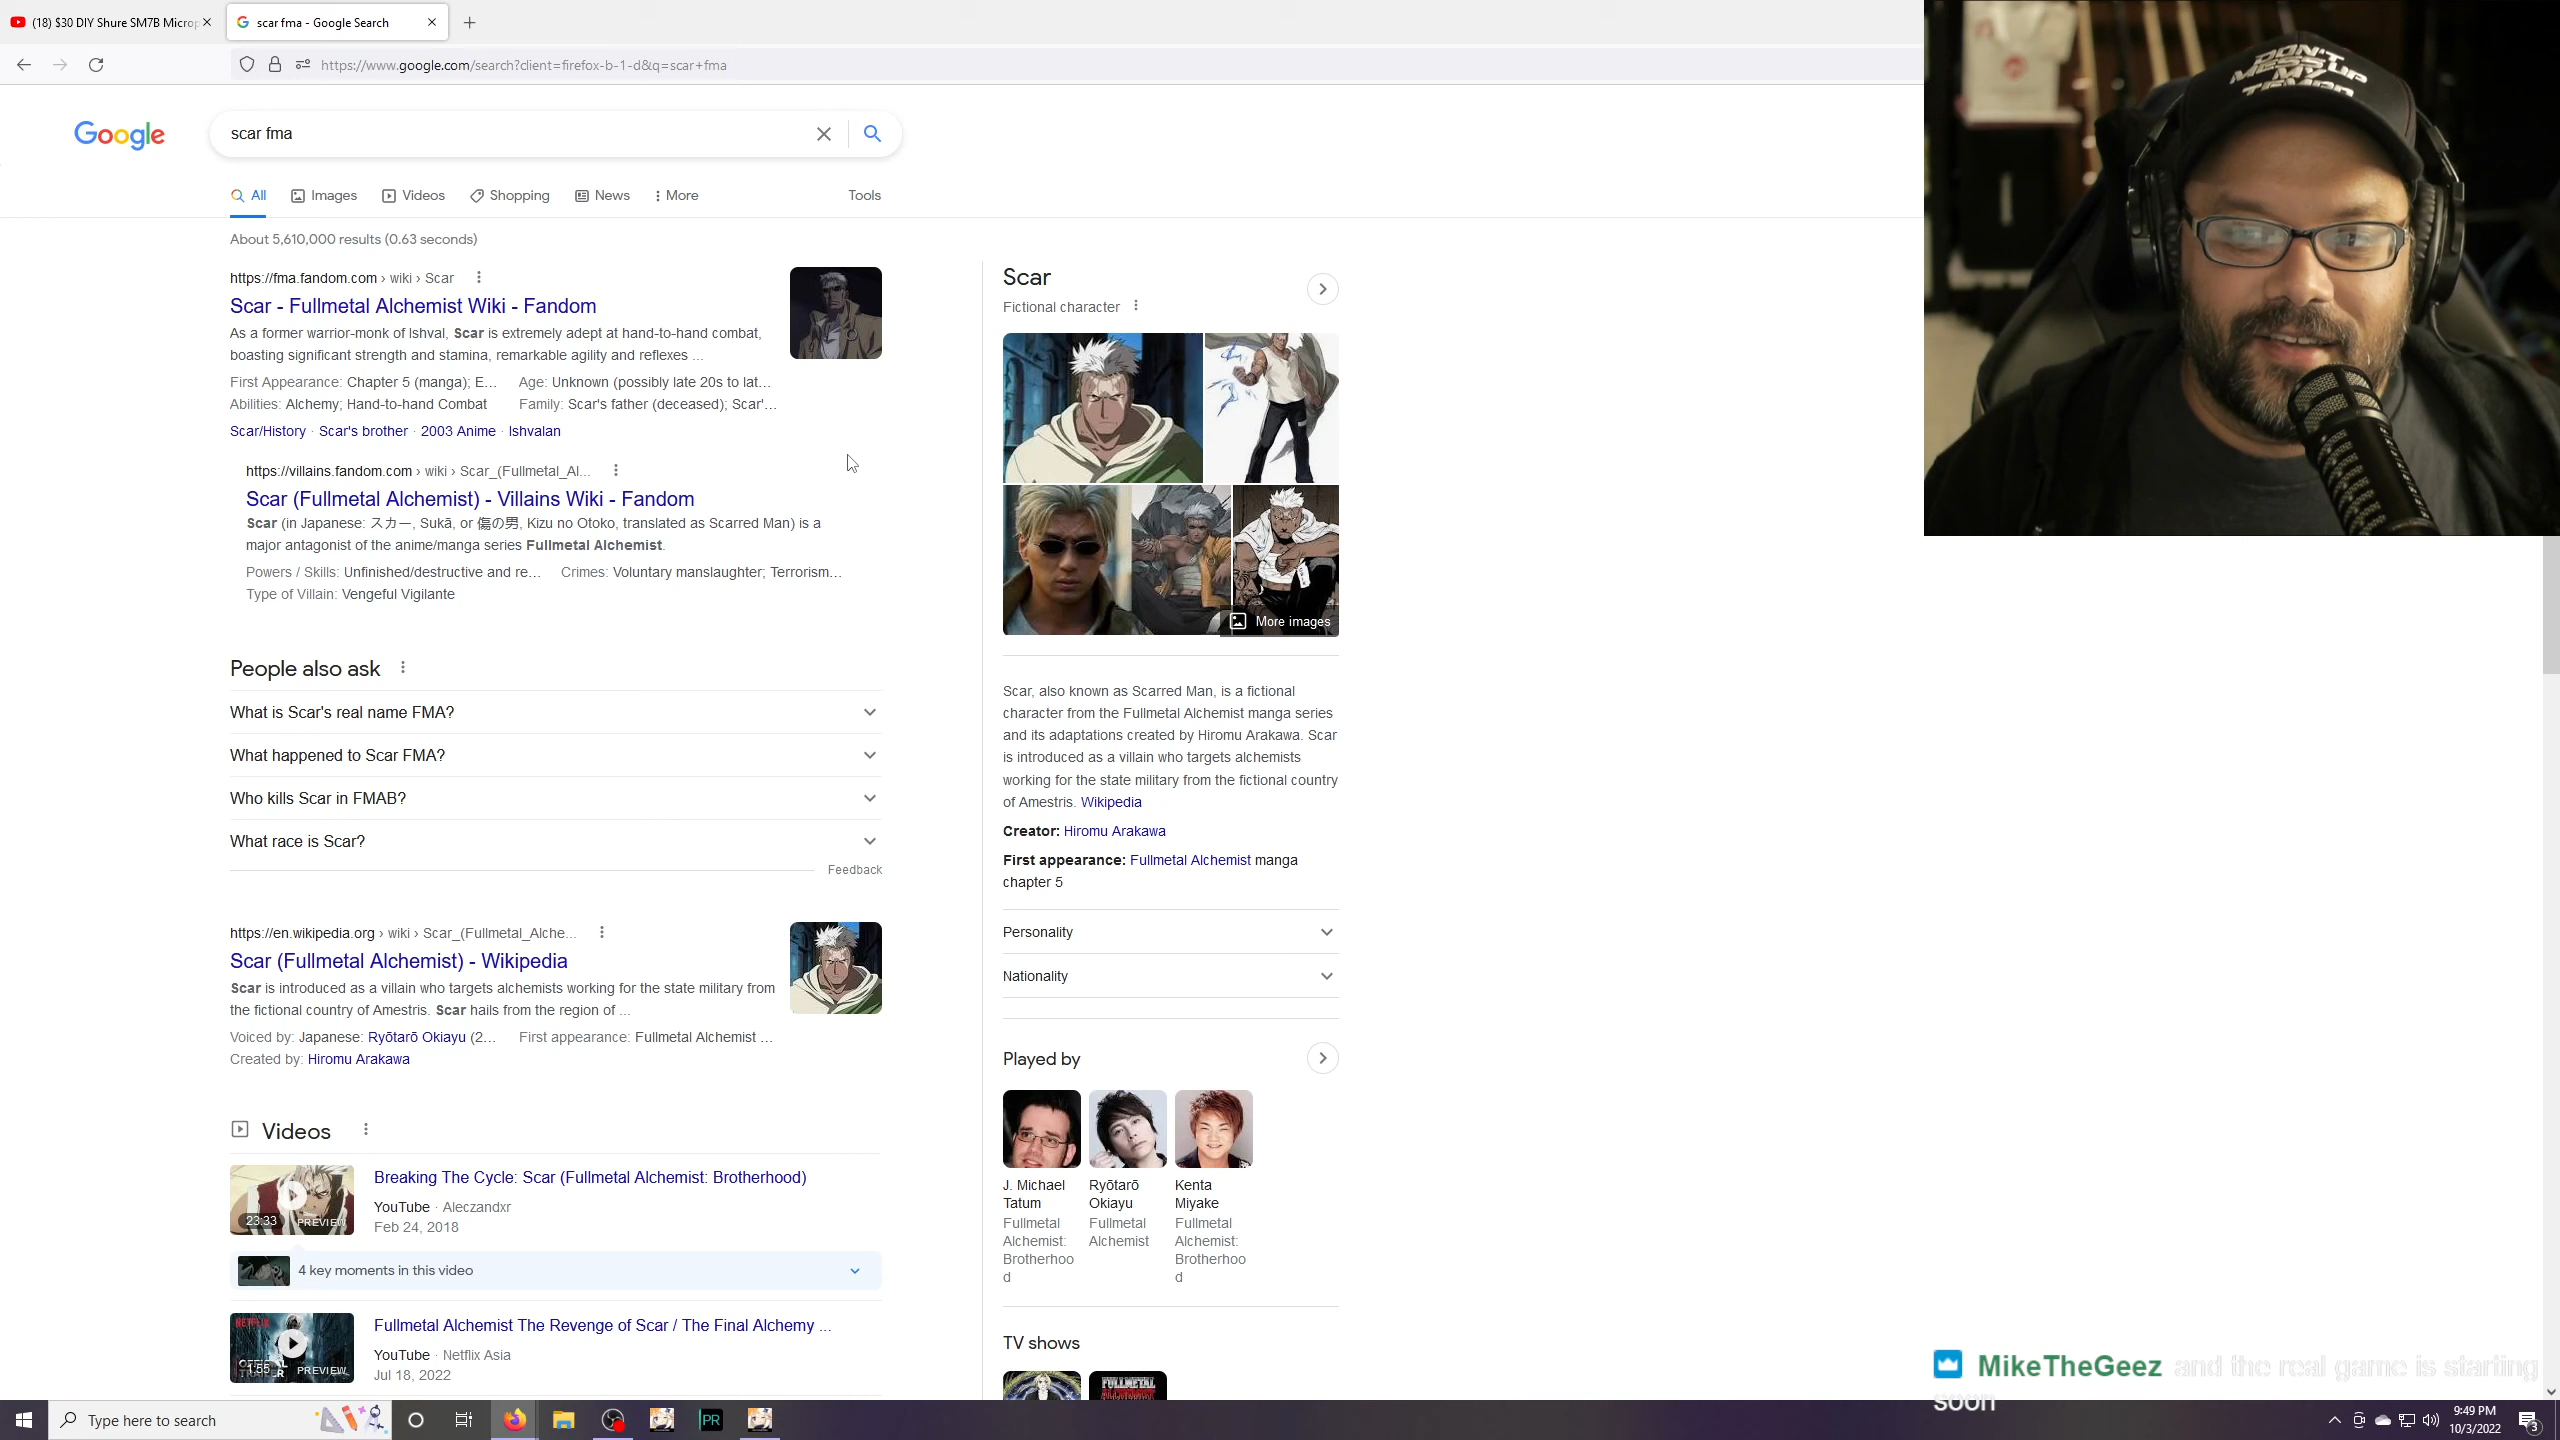 (18) $30 DIY Shure SM7B Microp
scar fma - Google Search
https://www.google.com/search?client=firefox-b-1-d&q=scar+fma
DON'T
MESS UP
MY
TEMPO
Google
scar fma
All
Images
Videos
Shopping
News
More
Tools
About 5,610,000 results (0.63 seconds)
https://fma.fandom.com › wiki › Scar
Scar - Fullmetal Alchemist Wiki - Fandom
As a former warrior-monk of Ishval, Scar is extremely adept at hand-to-hand combat,
boasting significant strength and stamina, remarkable agility and reflexes ...
First Appearance: Chapter 5 (manga); E... Age: Unknown (possibly late 20s to lat...
Abilities: Alchemy; Hand-to-hand Combat Family: Scar's father (deceased); Scar'...
Scar/History · Scar's brother · 2003 Anime · Ishvalan
https://villains.fandom.com › wiki › Scar_(Fullmetal_Al...
Scar (Fullmetal Alchemist) - Villains Wiki - Fandom
Scar (in Japanese: スカー, Sukā, or 傷の男, Kizu no Otoko, translated as Scarred Man) is a
major antagonist of the anime/manga series Fullmetal Alchemist.
Powers / Skills: Unfinished/destructive and re... Crimes: Voluntary manslaughter; Terrorism...
Type of Villain: Vengeful Vigilante
People also ask
What is Scar's real name FMA?
What happened to Scar FMA?
Who kills Scar in FMAB?
What race is Scar?
Feedback
https://en.wikipedia.org › wiki › Scar_(Fullmetal_Alche...
Scar (Fullmetal Alchemist) - Wikipedia
Scar is introduced as a villain who targets alchemists working for the state military from
the fictional country of Amestris. Scar hails from the region of ...
Voiced by: Japanese: Ryōtarō Okiayu (2... First appearance: Fullmetal Alchemist ...
Created by: Hiromu Arakawa
Videos
Breaking The Cycle: Scar (Fullmetal Alchemist: Brotherhood)
YouTube · Aleczandxr
Feb 24, 2018
23:33 PREVIEW
4 key moments in this video
Fullmetal Alchemist The Revenge of Scar / The Final Alchemy ...
YouTube · Netflix Asia
Jul 18, 2022
NETFLIX
1:55 PREVIEW
Scar
Fictional character
More images
Scar, also known as Scarred Man, is a fictional
character from the Fullmetal Alchemist manga series
and its adaptations created by Hiromu Arakawa. Scar
is introduced as a villain who targets alchemists
working for the state military from the fictional country
of Amestris. Wikipedia
Creator: Hiromu Arakawa
First appearance: Fullmetal Alchemist manga
chapter 5
Personality
Nationality
Played by
J. Michael
Tatum
Fullmetal
Alchemist:
Brotherhoo
d
Ryōtarō
Okiayu
Fullmetal
Alchemist
Kenta
Miyake
Fullmetal
Alchemist:
Brotherhoo
d
TV shows
FULLMETAL
MikeTheGeez and the real game is starting
soon
Type here to search
PR
9:49 PM
10/3/2022
3